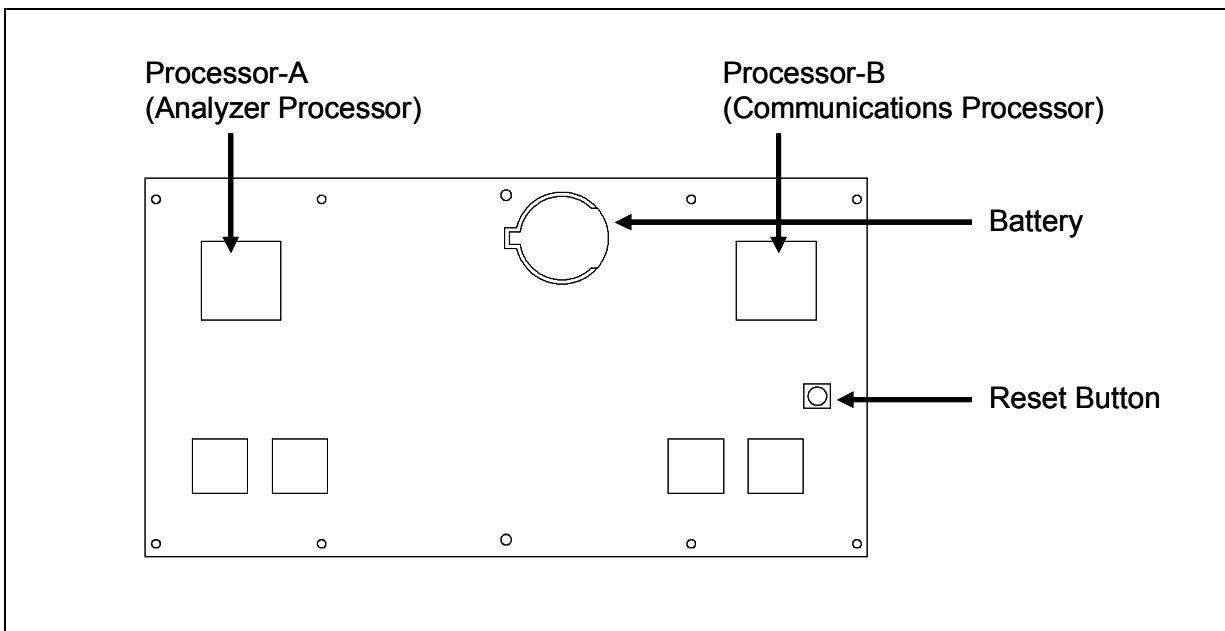 Processor-A
(Analyzer Processor)
Processor-B
(Communications Processor)
Battery
Reset Button